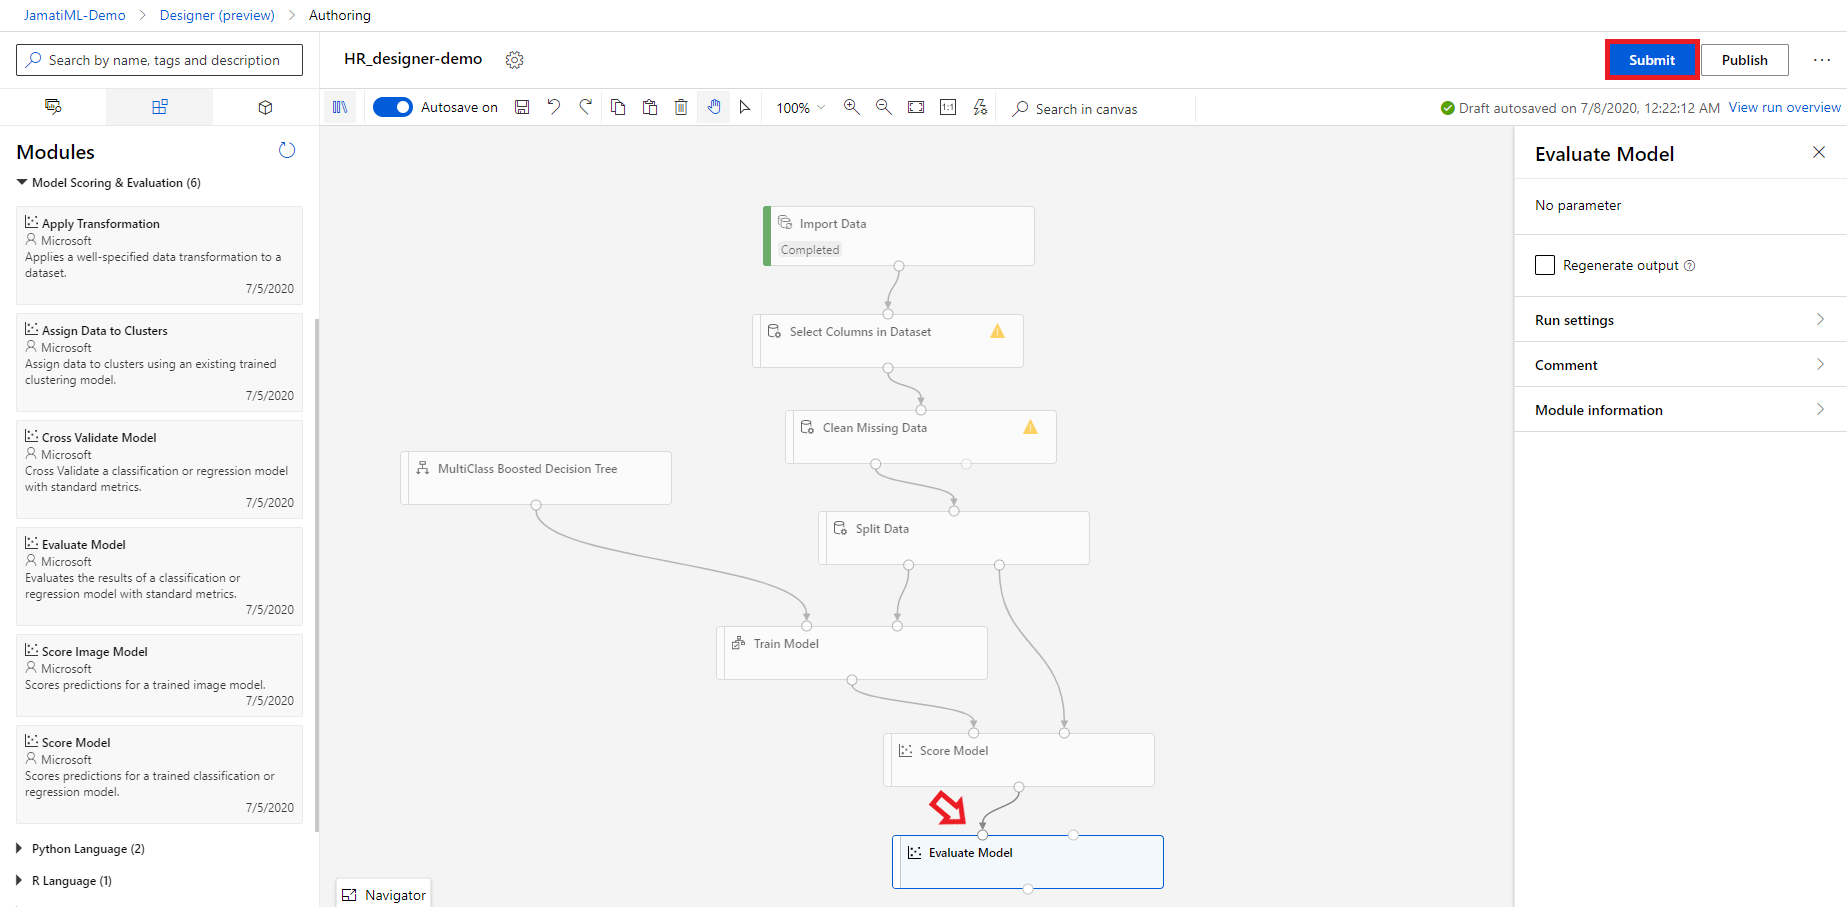 JamatiML-Demo > Designer (preview) > Authoring
Search by name, tags and description
HR_designer-demo
Submit
Publish
Autosave on
100%
1:1
Search in canvas
Draft autosaved on 7/8/2020, 12:22:12 AM
View run overview
Modules
Model Scoring & Evaluation (6)
Apply Transformation
Microsoft
Applies a well-specified data transformation to a
dataset.
7/5/2020
Assign Data to Clusters
Microsoft
Assign data to clusters using an existing trained
clustering model.
7/5/2020
Cross Validate Model
Microsoft
Cross Validate a classification or regression model
with standard metrics.
7/5/2020
Evaluate Model
Microsoft
Evaluates the results of a classification or
regression model with standard metrics.
7/5/2020
Score Image Model
Microsoft
Scores predictions for a trained image model.
7/5/2020
Score Model
Microsoft
Scores predictions for a trained classification or
regression model.
7/5/2020
Python Language (2)
R Language (1)
Import Data
Completed
Select Columns in Dataset
Clean Missing Data
MultiClass Boosted Decision Tree
Split Data
Train Model
Score Model
Evaluate Model
Navigator
Evaluate Model
No parameter
Regenerate output
Run settings
Comment
Module information